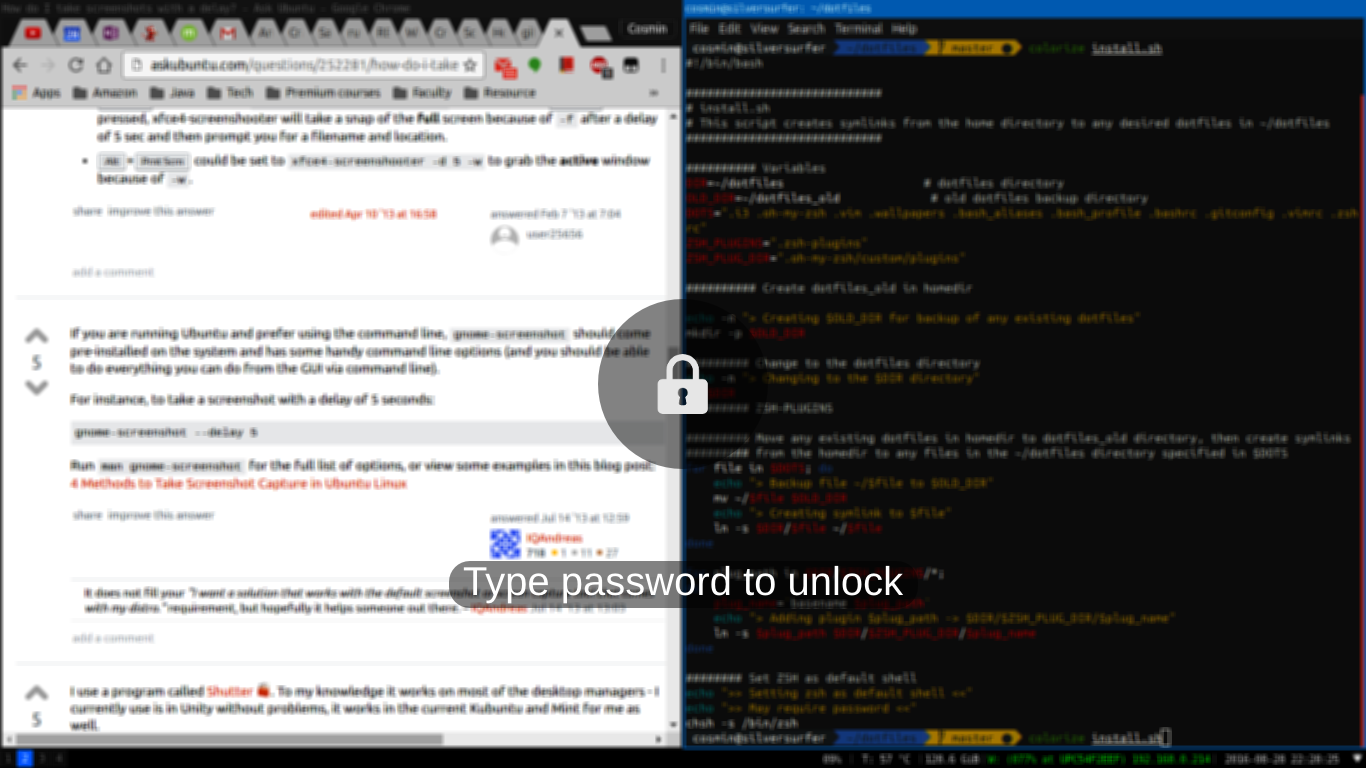 How do I take screenshots with a delay? - Ask Ubuntu - Google Chrome
Cosmin
askubuntu.com/questions/252281/how-do-i-take
Apps Amazon Java Tech Premium courses Faculty Resource »
pressed, xfce4-screenshooter will take a snap of the full screen because of -f after a delay
of 5 sec and then prompt you for a filename and location.
• Alt + Print Scrn could be set to xfce4-screenshooter -d 5 -w to grab the active window
because of -w.
share improve this answer
edited Apr 10 '13 at 16:58
answered Feb 7 '13 at 7:04
user25656
add a comment
5
If you are running Ubuntu and prefer using the command line, gnome-screenshot should come
pre-installed on the system and has some handy command line options (and you should be able
to do everything you can do from the GUI via command line).
For instance, to take a screenshot with a delay of 5 seconds:
gnome-screenshot --delay 5
Run man gnome-screenshot for the full list of options, or view some examples in this blog post:
4 Methods to Take Screenshot Capture in Ubuntu Linux
share improve this answer
answered Jul 14 '13 at 12:59
IQAndreas
718 1 11 27
It does not fill your "I want a solution that works with the default
with my distro." requirement, but hopefully it helps someone out there. – IQAndreas Jul 14 '13 at 13:03
add a comment
5
I use a program called Shutter. To my knowledge it works on most of the desktop managers - I
currently use is in Unity without problems, it works in the current Kubuntu and Mint for me as
well.
cosmin@silversurfer: ~/dotfiles
File Edit View Search Terminal Help
cosmin@silversurfer ~/dotfiles master ● colorize install.sh
#!/bin/bash
############################
# install.sh
# This script creates symlinks from the home directory to any desired dotfiles in ~/dotfiles
############################
########## Variables
DIR=~/dotfiles # dotfiles directory
OLD_DIR=~/dotfiles_old # old dotfiles backup directory
DOTS=".i3 .oh-my-zsh .vim .wallpapers .bash_aliases .bash_profile .bashrc .gitconfig .vimrc .zsh
rc"
ZSH_PLUGINS=".zsh-plugins"
ZSH_PLUG_DIR=".oh-my-zsh/custom/plugins"
########## Create dotfiles_old in homedir
echo -n "> Creating $OLD_DIR for backup of any existing dotfiles"
mkdir -p $OLD_DIR
######## Change to the dotfiles directory
-n "> Changing to the $DIR directory"
######## ZSH-PLUGINS
######## Move any existing dotfiles in homedir to dotfiles_old directory, then create symlinks
######## from the homedir to any files in the ~/dotfiles directory specified in $DOTS
for file in $DOTS; do
echo "> Backup file ~/$file to $OLD_DIR"
mv ~/$file $OLD_DIR
echo "> Creating symlink to $file"
ln -s $DIR/$file ~/$file
done
plug_name=`basename $plug_path`
echo "> Adding plugin $plug_path -> $DIR/$ZSH_PLUG_DIR/$plug_name"
ln -s $plug_path $DIR/$ZSH_PLUG_DIR/$plug_name
done
######## Set ZSH as default shell
echo ">> Setting zsh as default shell <<"
echo ">> May require password <<"
chsh -s /bin/zsh
cosmin@silversurfer ~/dotfiles master ● colorize install.sh
Type password to unlock
1 2 3 4
T: 57 °C | 128.6 GiB 2016-08-28 22:28:25